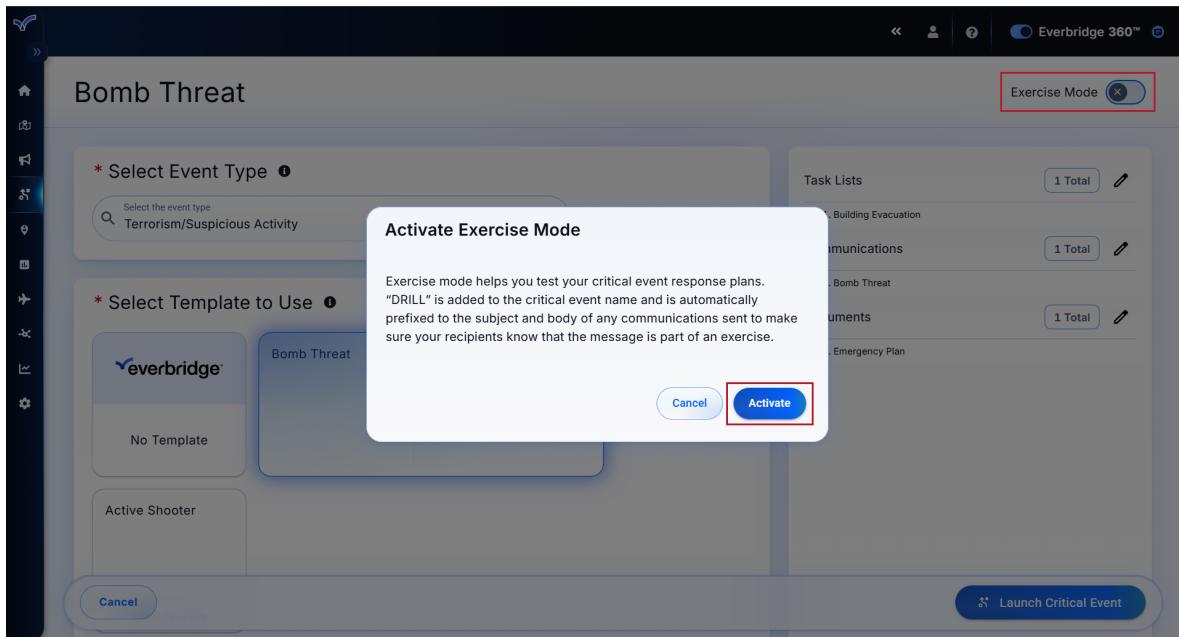 Everbridge 360™
Bomb Threat
Exercise Mode
* Select Event Type
Select the event type
Terrorism/Suspicious Activity
* Select Template to Use
everbridge
No Template
Bomb Threat
Active Shooter
Activate Exercise Mode
Exercise mode helps you test your critical event response plans.
“DRILL” is added to the critical event name and is automatically
prefixed to the subject and body of any communications sent to make
sure your recipients know that the message is part of an exercise.
Cancel
Activate
Task Lists
1 Total
. Building Evacuation
mmunications
1 Total
. Bomb Threat
uments
1 Total
. Emergency Plan
Cancel
Launch Critical Event